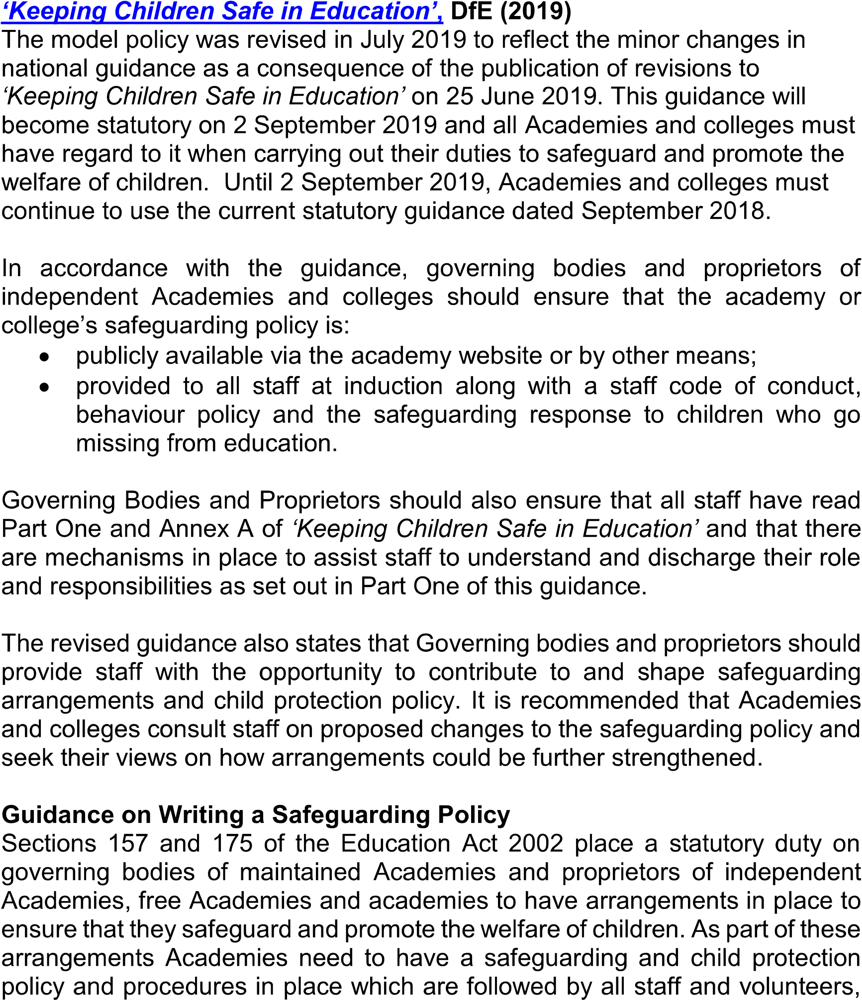 ‘Keeping Children Safe in Education’, DfE (2019)
The model policy was revised in July 2019 to reflect the minor changes in
national guidance as a consequence of the publication of revisions to
‘Keeping Children Safe in Education’ on 25 June 2019. This guidance will
become statutory on 2 September 2019 and all Academies and colleges must
have regard to it when carrying out their duties to safeguard and promote the
welfare of children.  Until 2 September 2019, Academies and colleges must
continue to use the current statutory guidance dated September 2018.
In accordance with the guidance, governing bodies and proprietors of
independent Academies and colleges should ensure that the academy or
college’s safeguarding policy is:
• publicly available via the academy website or by other means;
• provided to all staff at induction along with a staff code of conduct,
behaviour policy and the safeguarding response to children who go
missing from education.
Governing Bodies and Proprietors should also ensure that all staff have read
Part One and Annex A of ‘Keeping Children Safe in Education’ and that there
are mechanisms in place to assist staff to understand and discharge their role
and responsibilities as set out in Part One of this guidance.
The revised guidance also states that Governing bodies and proprietors should
provide staff with the opportunity to contribute to and shape safeguarding
arrangements and child protection policy. It is recommended that Academies
and colleges consult staff on proposed changes to the safeguarding policy and
seek their views on how arrangements could be further strengthened.
Guidance on Writing a Safeguarding Policy
Sections 157 and 175 of the Education Act 2002 place a statutory duty on
governing bodies of maintained Academies and proprietors of independent
Academies, free Academies and academies to have arrangements in place to
ensure that they safeguard and promote the welfare of children. As part of these
arrangements Academies need to have a safeguarding and child protection
policy and procedures in place which are followed by all staff and volunteers,